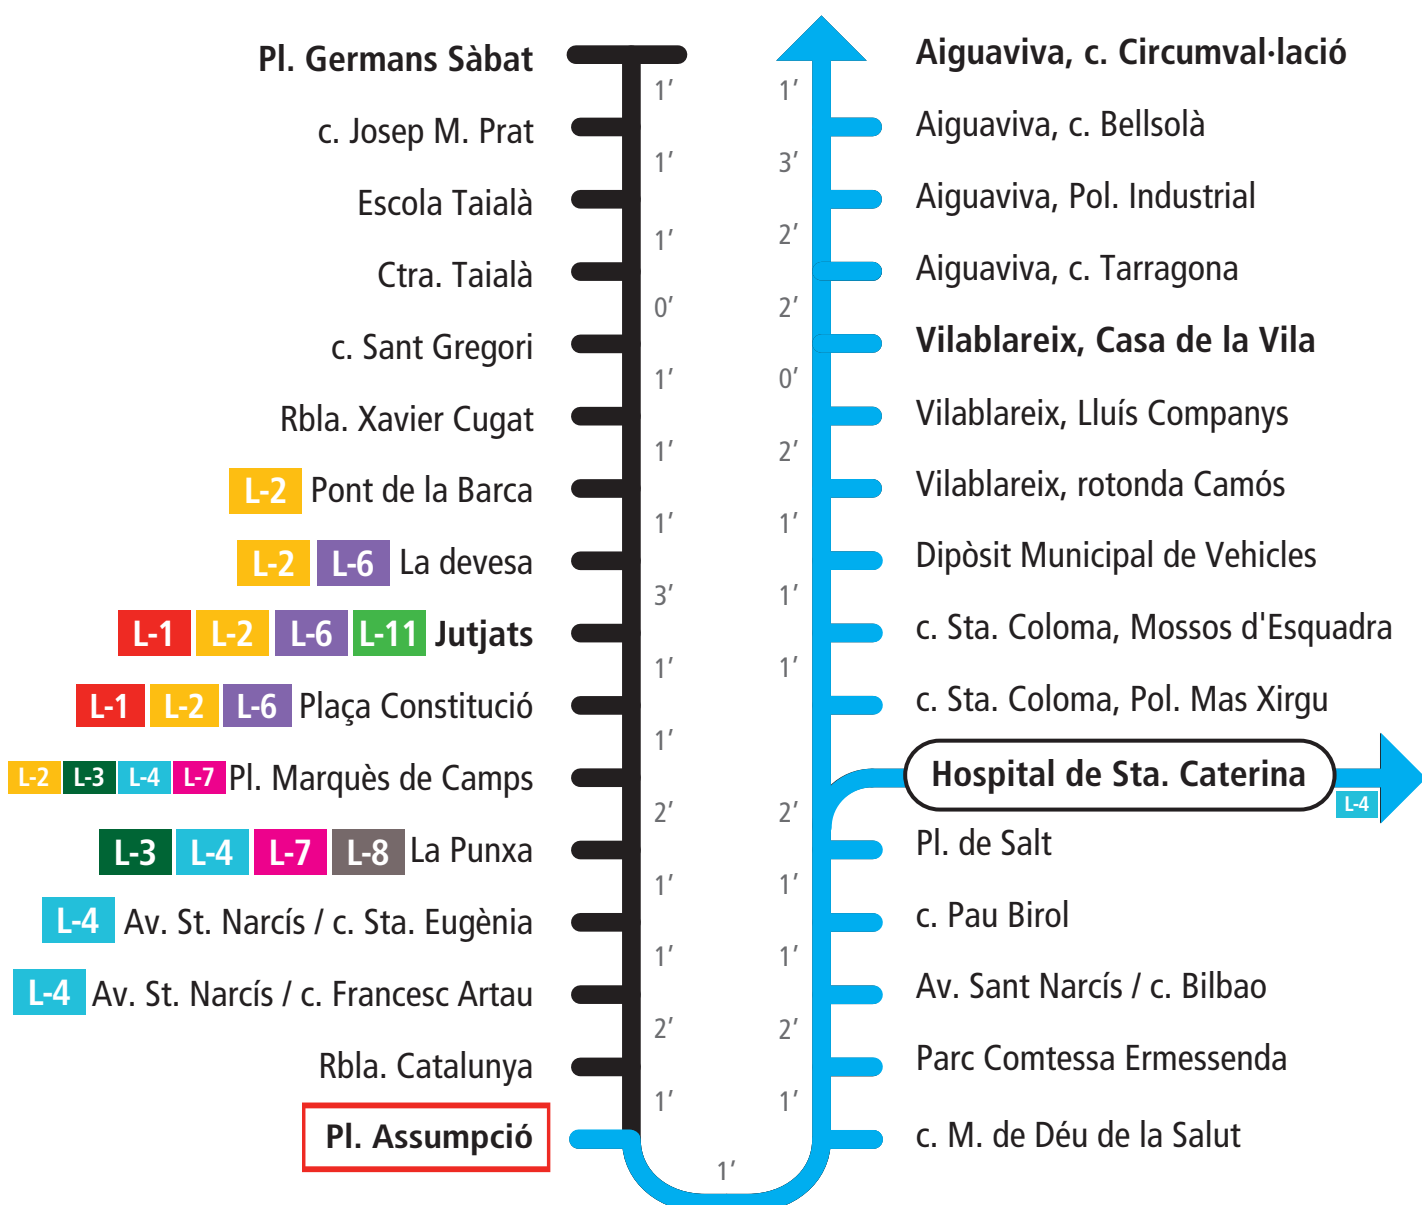 Pl. Germans Sàbat
c. Josep M. Prat
Escola Taialà
Ctra. Taialà
c. Sant Gregori
Rbla. Xavier Cugat
L-2 Pont de la Barca
L-2 L-6 La devesa
L-1 L-2 L-6 L-11 Jutjats
L-1 L-2 L-6 Plaça Constitució
L-2 L-3 L-4 L-7 Pl. Marquès de Camps
L-3 L-4 L-7 L-8 La Punxa
L-4 Av. St. Narcís / c. Sta. Eugènia
L-4 Av. St. Narcís / c. Francesc Artau
Rbla. Catalunya
Pl. Assumpció
1’
1’
1’
0’
1’
1’
1’
3’
1’
1’
2’
1’
1’
2’
1’
1’
1’
3’
2’
2’
0’
2’
1’
1’
1’
2’
1’
1’
2’
1’
Aiguaviva, c. Circumval·lació
Aiguaviva, c. Bellsolà
Aiguaviva, Pol. Industrial
Aiguaviva, c. Tarragona
Vilablareix, Casa de la Vila
Vilablareix, Lluís Companys
Vilablareix, rotonda Camós
Dipòsit Municipal de Vehicles
c. Sta. Coloma, Mossos d'Esquadra
c. Sta. Coloma, Pol. Mas Xirgu
Hospital de Sta. Caterina
L-4
Pl. de Salt
c. Pau Birol
Av. Sant Narcís / c. Bilbao
Parc Comtessa Ermessenda
c. M. de Déu de la Salut